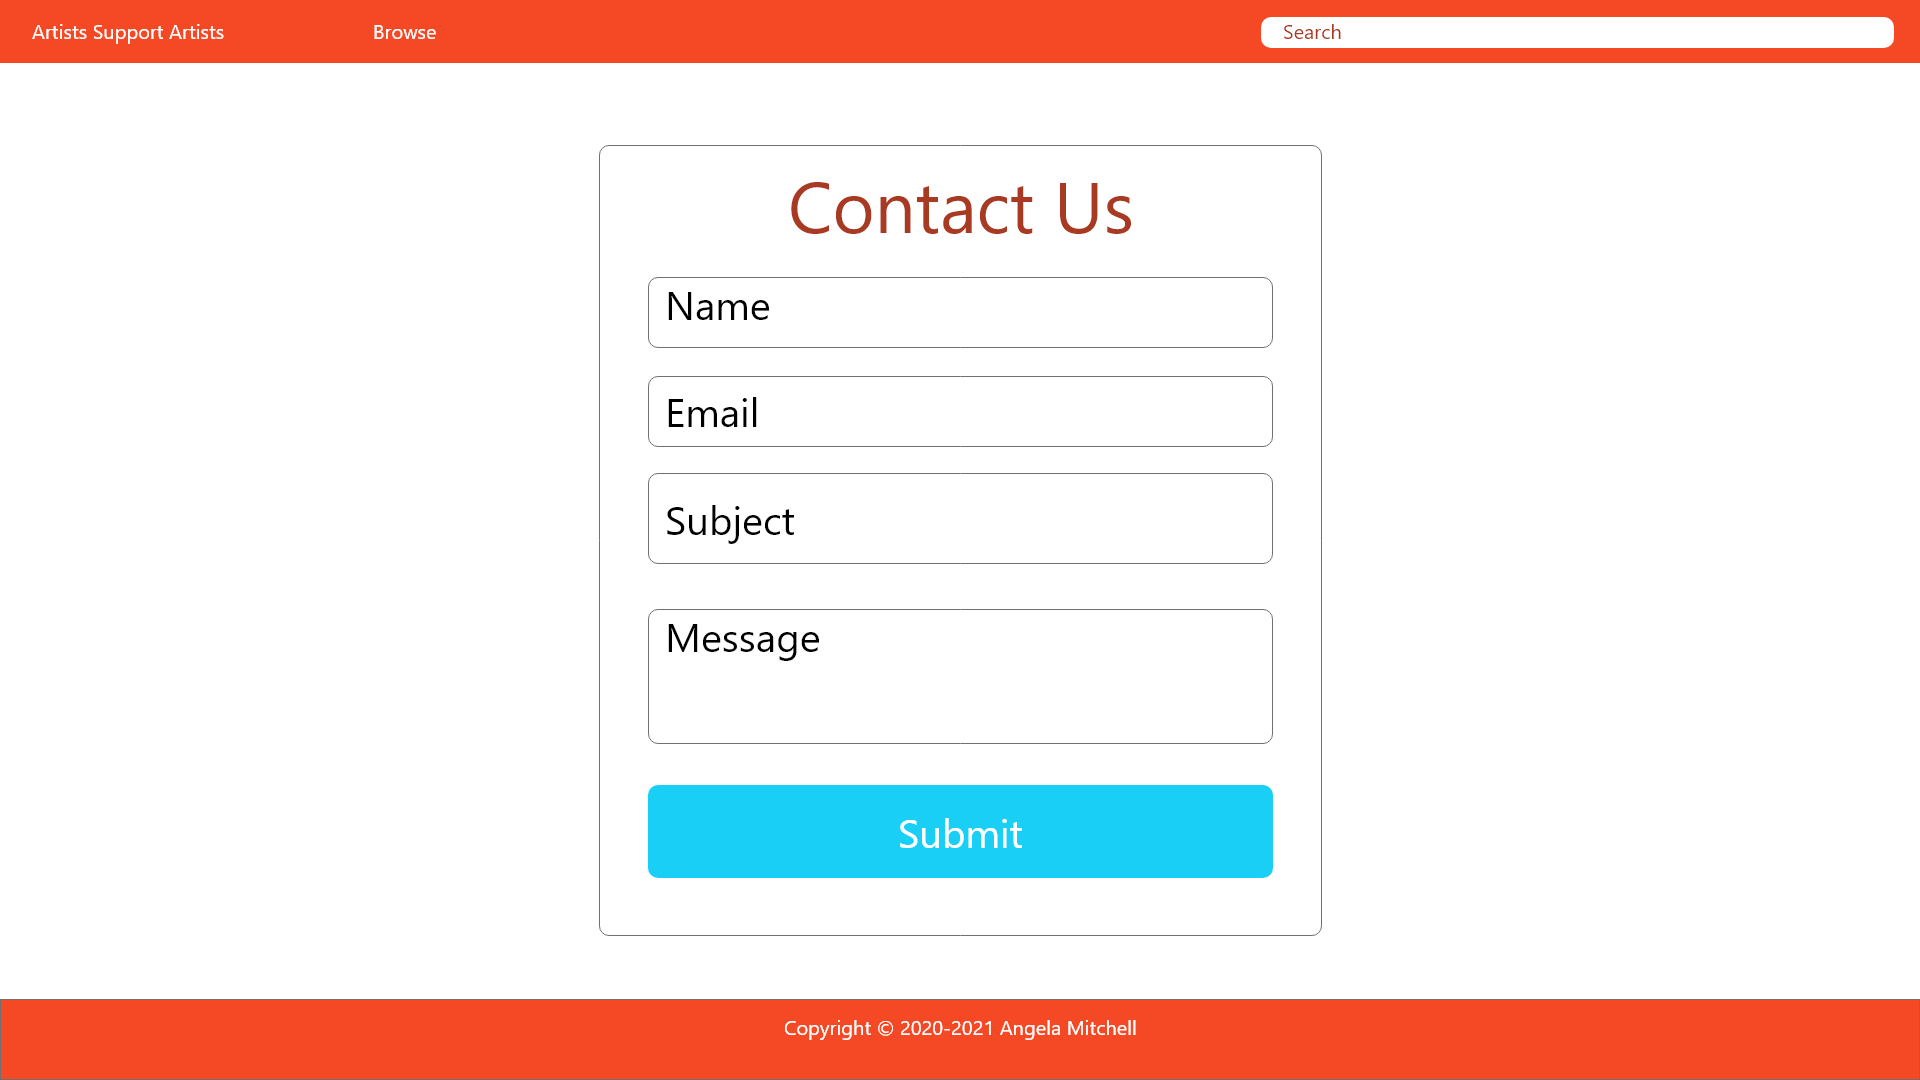 Artists Support Artists Browse Search
Contact Us
Name
Email
Subject
Message
Submit
Copyright © 2020-2021 Angela Mitchell